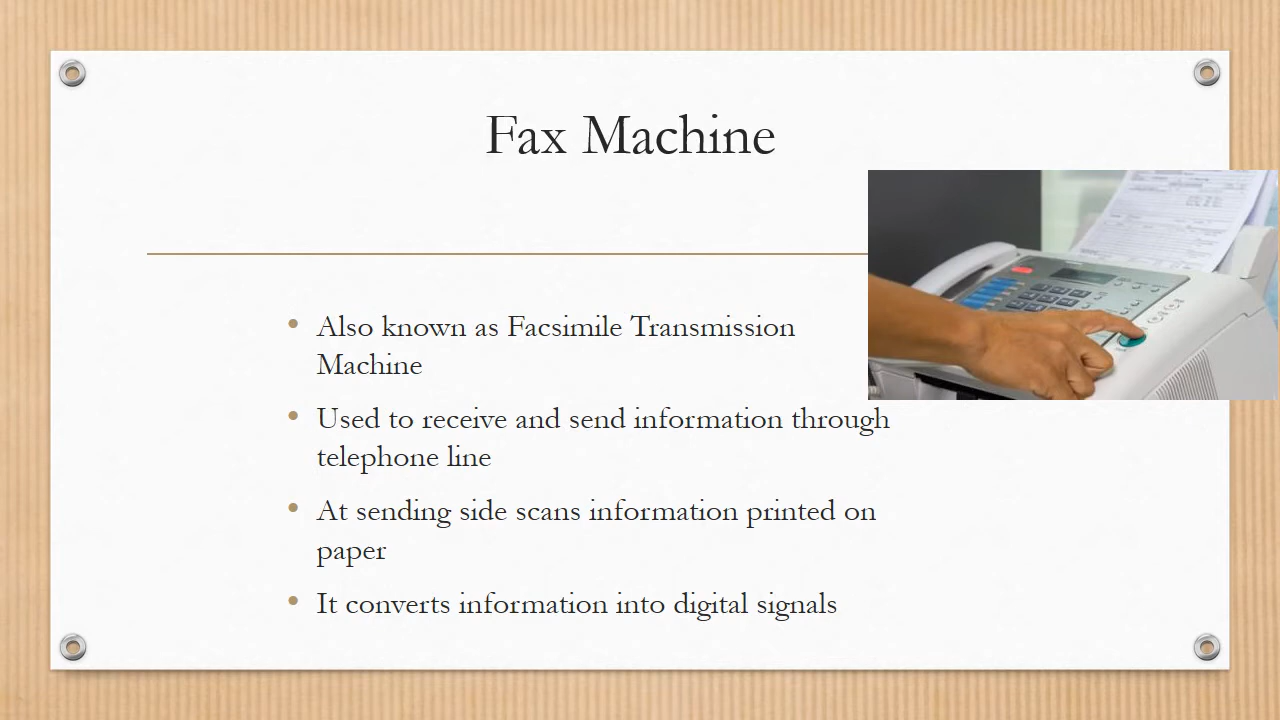 Fax Machine
Also known as Facsimile Transmission
Machine
Used to receive and send information through
telephone line
At sending side scans information printed on
paper
It converts information into digital signals